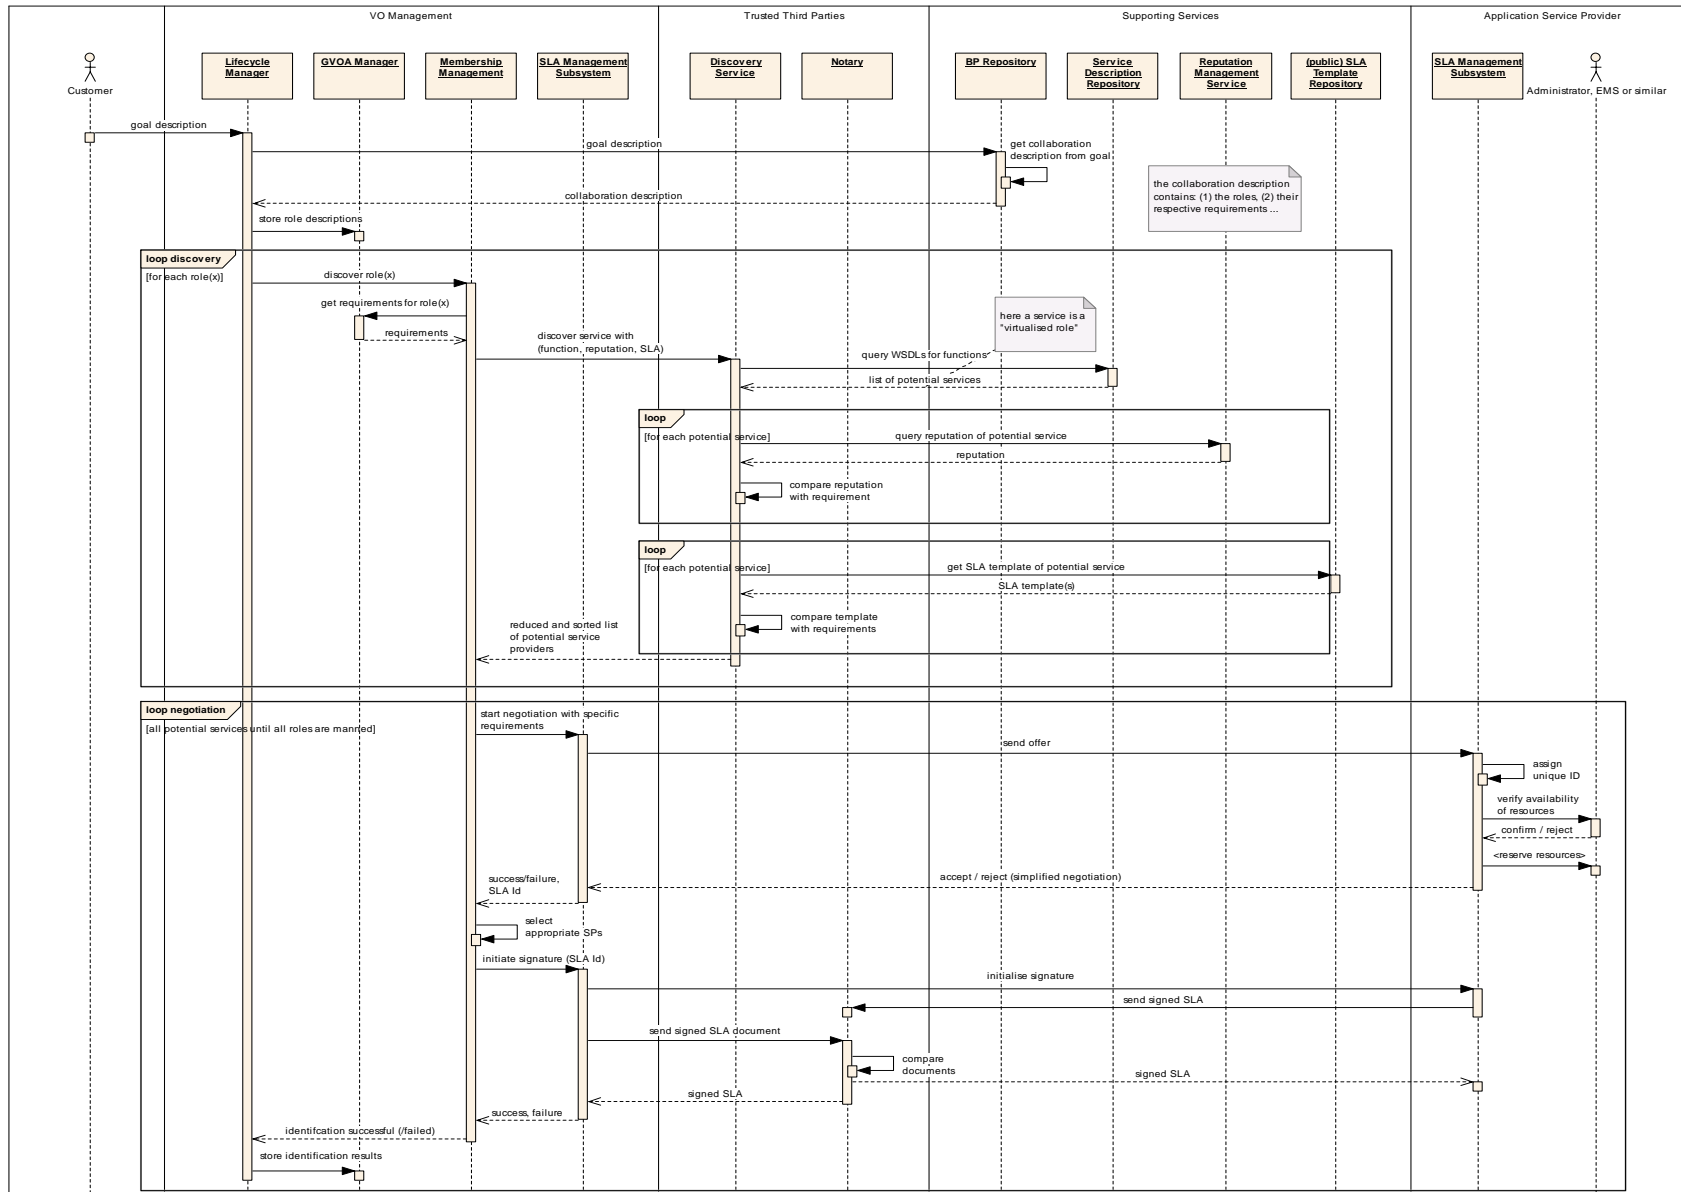 VO Management
Trusted Third Parties
Supporting Services
Application Service Provider
Customer
Lifecycle
Manager
GVOA Manager
Membership
Management
SLA Management
Subsystem
Discovery
Service
Notary
BP Repository
Service
Description
Repository
Reputation
Management
Service
(public) SLA
Template
Repository
SLA Management
Subsystem
Administrator, EMS or similar
goal description
goal description
get collaboration
description from goal
collaboration description
the collaboration description
contains: (1) the roles, (2) their
respective requirements ...
store role descriptions
loop discovery
[for each role(x)]
discover role(x)
get requirements for role(x)
requirements
here a service is a
"virtualised role"
discover service with
(function, reputation, SLA)
query WSDLs for functions
list of potential services
loop
[for each potential service]
query reputation of potential service
reputation
compare reputation
with requirement
loop
[for each potential service]
get SLA template of potential service
SLA template(s)
compare template
with requirements
reduced and sorted list
of potential service
providers
loop negotiation
[all potential services until all roles are manned]
start negotiation with specific
requirements
send offer
assign
unique ID
verify availability
of resources
confirm / reject
<reserve resources>
accept / reject (simplified negotiation)
success/failure,
SLA Id
select
appropriate SPs
initiate signature (SLA Id)
initialise signature
send signed SLA
send signed SLA document
compare
documents
signed SLA
signed SLA
success, failure
identifcation successful (/failed)
store identification results